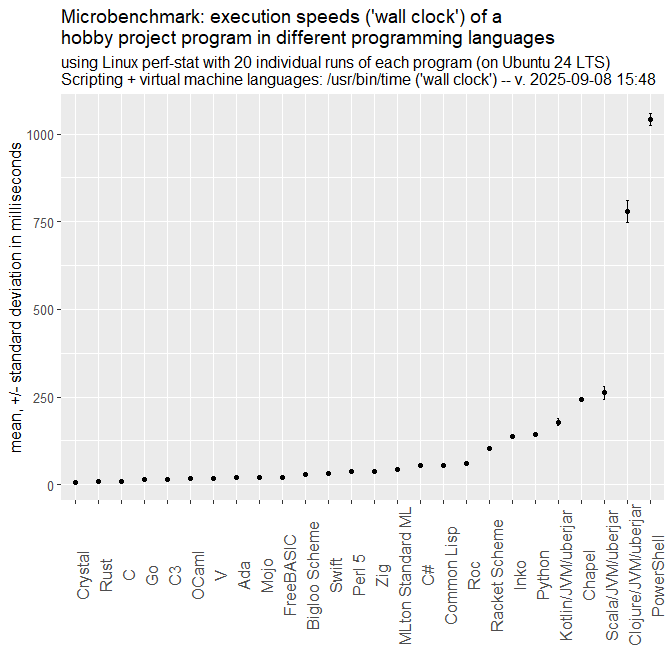 Microbenchmark: execution speeds ('wall clock') of a
hobby project program in different programming languages
using Linux perf-stat with 20 individual runs of each program (on Ubuntu 24 LTS)
Scripting + virtual machine languages: /usr/bin/time ('wall clock') -- v. 2025-09-08 15:48
mean, +/- standard deviation in milliseconds
1000
750
500
250
0
Crystal
Rust
C
Go
C3
OCaml
V
Ada
Mojo
FreeBASIC
Bigloo Scheme
Swift
Perl 5
Zig
MLton Standard ML
C#
Common Lisp
Roc
Racket Scheme
Inko
Python
Kotlin/JVM/uberjar
Chapel
Scala/JVM/uberjar
Clojure/JVM/uberjar
PowerShell